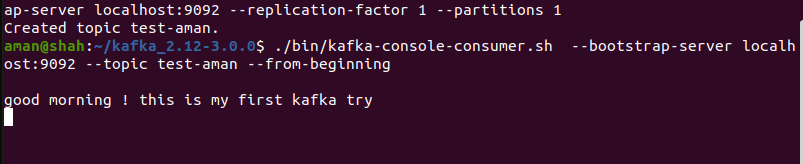 ap-server localhost:9092 --replication-factor 1 --partitions 1
Created topic test-aman.
aman@shah:~/kafka_2.12-3.0.0$ ./bin/kafka-console-consumer.sh  --bootstrap-server localh
ost:9092 --topic test-aman --from-beginning
good morning ! this is my first kafka try